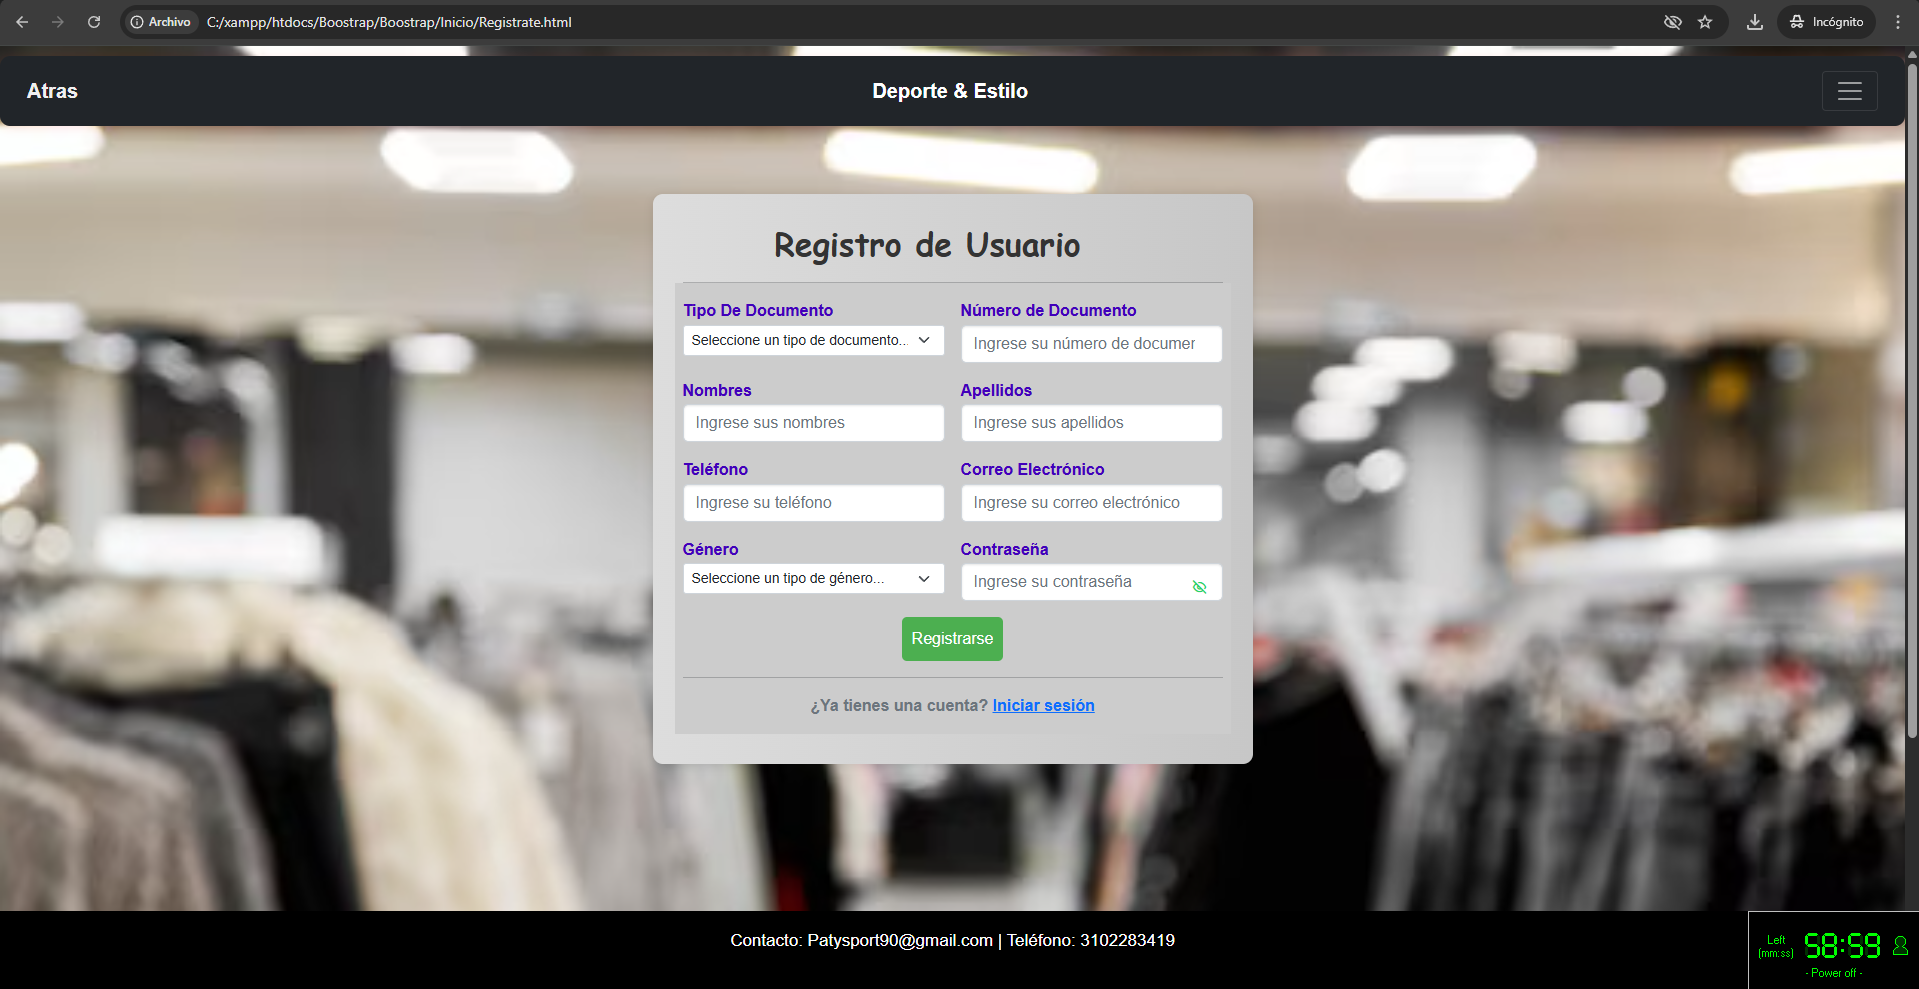 Archivo C:/xampp/htdocs/Boostrap/Boostrap/Inicio/Registrate.html Incógnito
Atras Deporte & Estilo
Registro de Usuario
Tipo De Documento Número de Documento
Seleccione un tipo de documento... Ingrese su número de documer
Nombres Apellidos
Ingrese sus nombres Ingrese sus apellidos
Teléfono Correo Electrónico
Ingrese su teléfono Ingrese su correo electrónico
Género Contraseña
Seleccione un tipo de género... Ingrese su contraseña
Registrarse
¿Ya tienes una cuenta? Iniciar sesión
Contacto: Patysport90@gmail.com | Teléfono: 3102283419
Left
(mm:ss) 58:59
- Power off -